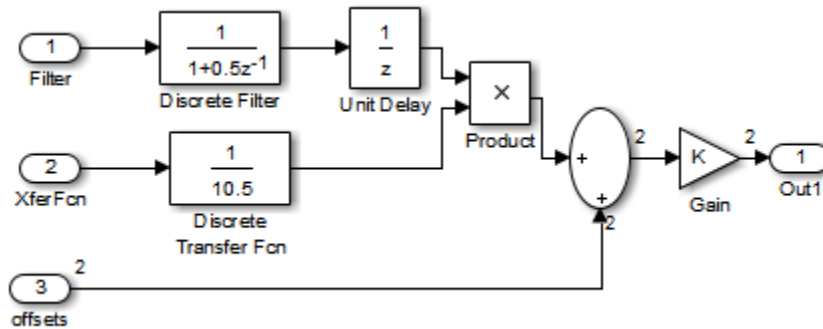 1
Filter
1
1+0.5z-1
Discrete Filter
1
z
Unit Delay
×
Product
2
XferFcn
1
10.5
Discrete
Transfer Fcn
+
+
2
2
K
Gain
2
1
Out1
3
offsets
2